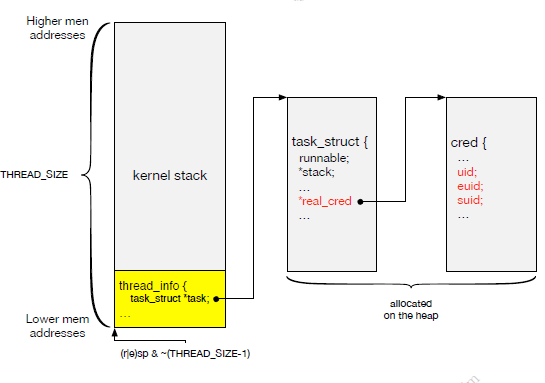 Higher men
addresses
THREAD_SIZE
kernel stack
thread_info {
task_struct *task;
...
Lower mem
addresses
(r|e)sp & ~(THREAD_SIZE-1)
task_struct {
runnable;
*stack;
...
*real_cred
...
cred {
...
uid;
euid;
suid;
...
allocated
on the heap